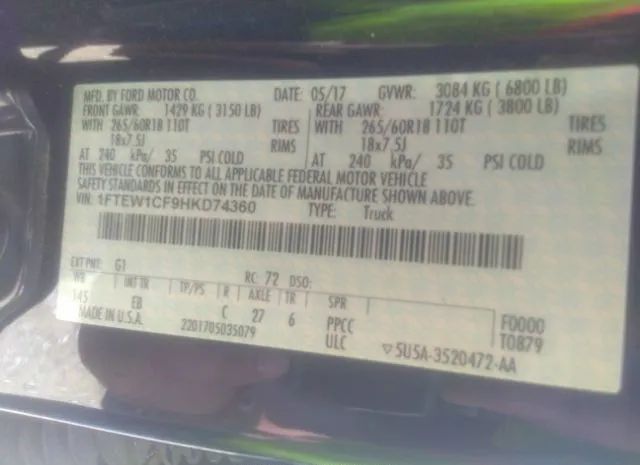 MFD. BY FORD MOTOR CO. DATE: 05/17 GVWR: 3084 KG ( 6800 LB)
FRONT GAWR: 1429 KG ( 3150 LB) REAR GAWR: 1724 KG ( 3800 LB)
WITH 265/60R18 110T TIRES WITH 265/60R18 110T TIRES
18x7.5J RIMS 18x7.5J RIMS
AT 240 kPa/ 35 PSI COLD AT 240 kPa/ 35 PSI COLD
THIS VEHICLE CONFORMS TO ALL APPLICABLE FEDERAL MOTOR VEHICLE
SAFETY STANDARDS IN EFFECT ON THE DATE OF MANUFACTURE SHOWN ABOVE.
VIN: 1FTEW1CF9HKD74360 TYPE: Truck
EXT PNT: G1 RC: 72 DSO:
WB INT TR TP/PS R AXLE TR SPR
145 EB C 27 6 PPCC F0000
MADE IN U.S.A. 2201705035079 ULC T0879
▽5U5A-3520472-AA